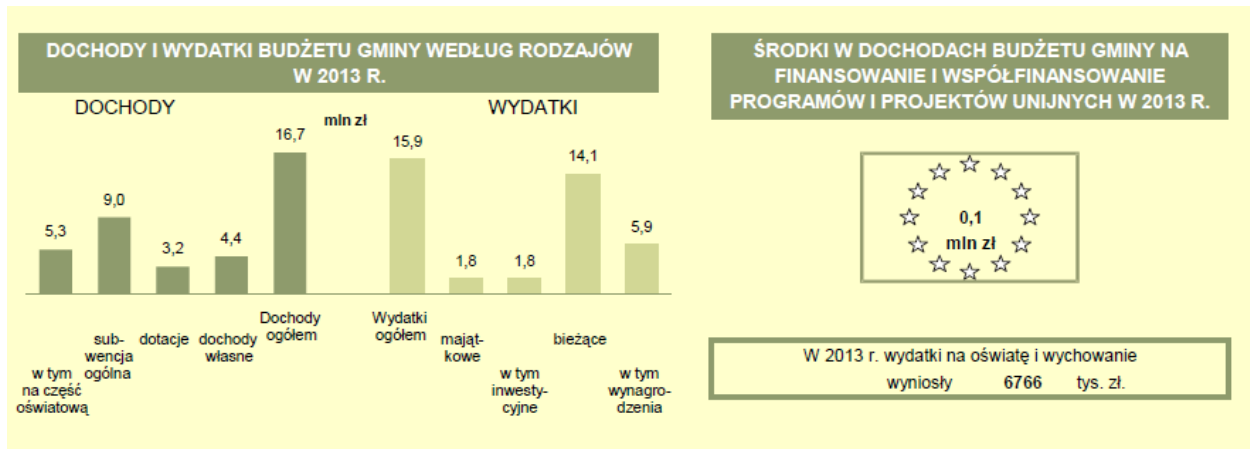 DOCHODY I WYDATKI BUDŻETU GMINY WEDŁUG RODZAJÓW
W 2013 R.
DOCHODY
WYDATKI
mln zł
5,3
9,0
3,2
4,4
16,7
15,9
1,8
1,8
14,1
5,9
w tym
na część
oświatową
sub-
wencja
ogólna
dotacje
dochody
własne
Dochody
ogółem
Wydatki
ogółem
mająt-
kowe
w tym
inwesty-
cyjne
bieżące
w tym
wynagro-
dzenia
ŚRODKI W DOCHODACH BUDŻETU GMINY NA
FINANSOWANIE I WSPÓŁFINANSOWANIE
PROGRAMÓW I PROJEKTÓW UNIJNYCH W 2013 R.
0,1
mln zł
W 2013 r. wydatki na oświatę i wychowanie
wyniosły 6766 tys. zł.